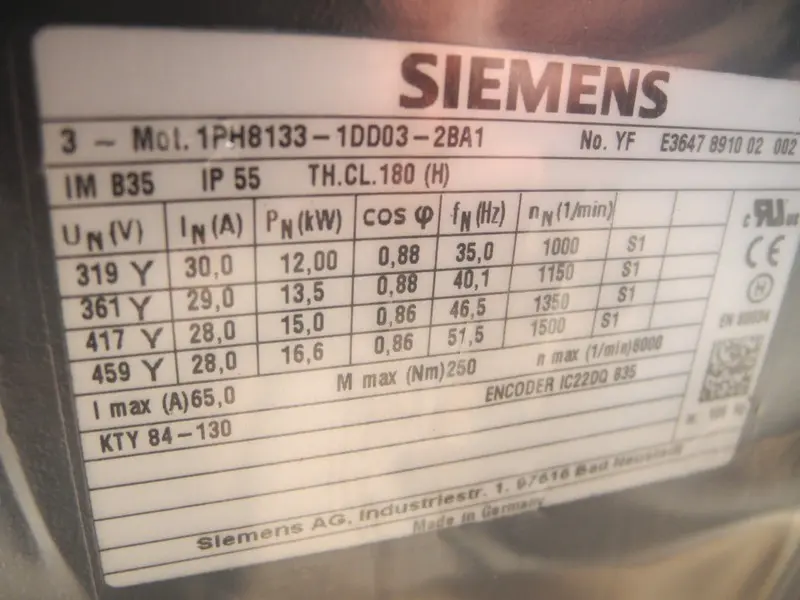 SIEMENS
3 ~ Mot. 1PH8133-1DD03-2BA1 No. YF E3647 8910 02 002
IM B35 IP 55 TH.CL.180 (H)
UN(V) IN(A) PN(kW) cos φ fN(Hz) nN(1/min)
319 Y 30,0 12,00 0,88 35,0 1000 S1
361 Y 29,0 13,5 0,88 40,1 1150 S1
417 Y 28,0 15,0 0,86 46,5 1350 S1
459 Y 28,0 16,6 0,86 51,5 1500 S1
I max (A)65,0 M max (Nm)250 n max (1/min)8000
KTY 84-130 ENCODER IC22DQ B35
c RU us
CE
H
EN
Siemens AG, Industriestr. 1, 97616 Bad Neustadt
Made in Germany